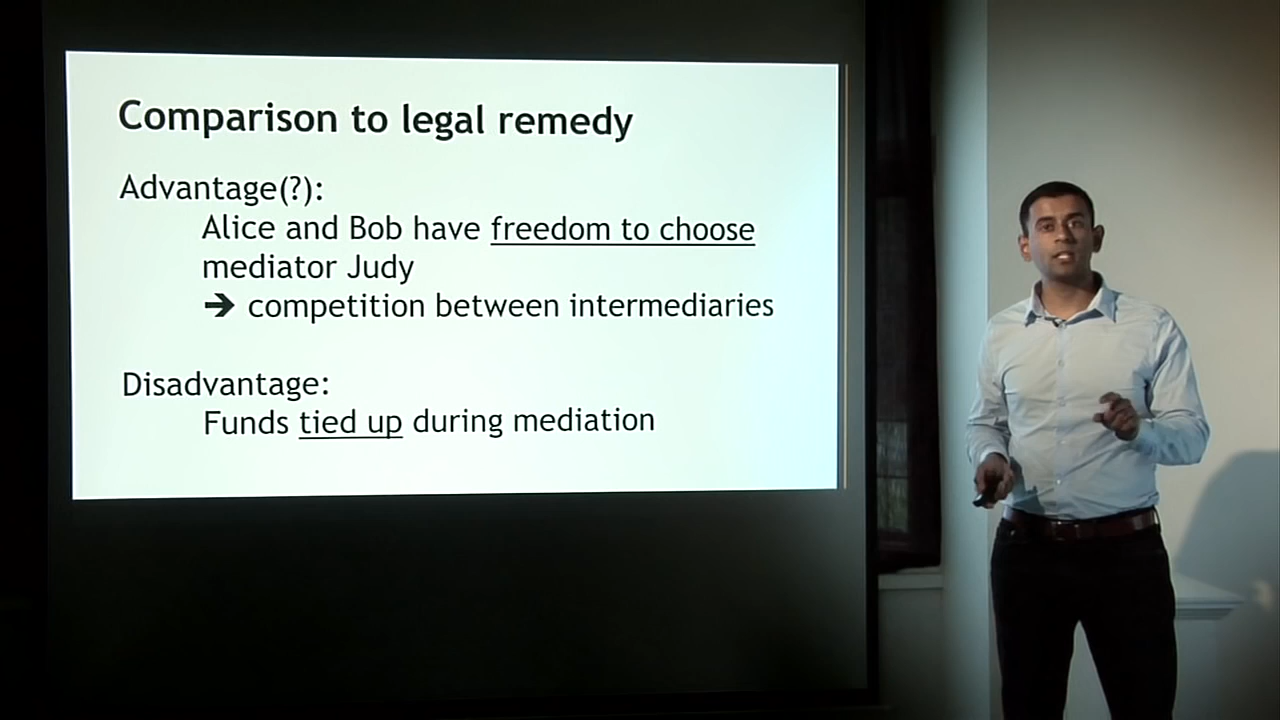 Comparison to legal remedy
Advantage(?):
Alice and Bob have freedom to choose
mediator Judy
➔ competition between intermediaries
Disadvantage:
Funds tied up during mediation